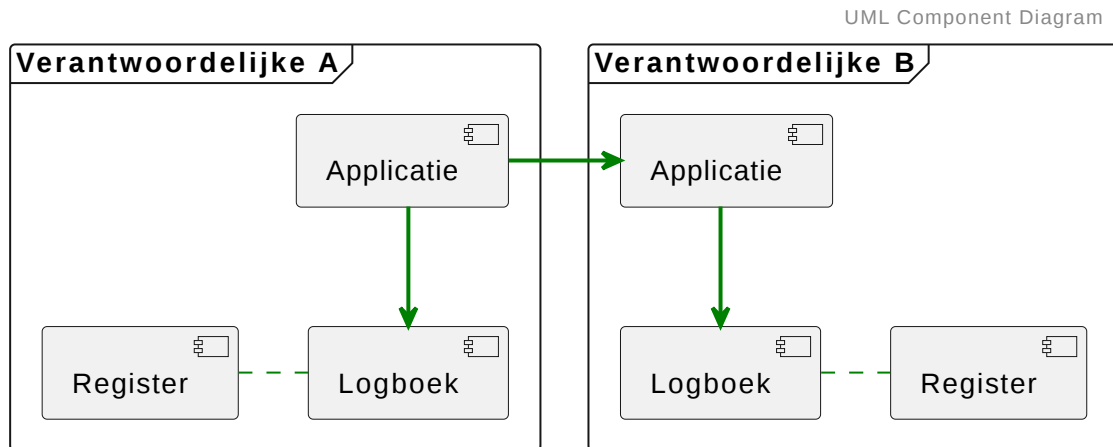 UML Component Diagram
Verantwoordelijke A
Verantwoordelijke B
Applicatie
Applicatie
Register
Logboek
Logboek
Register